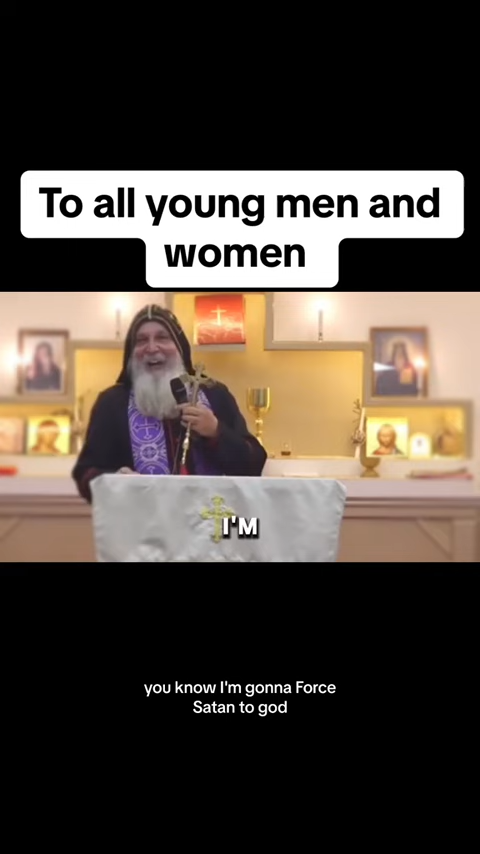 To all young men and
women
I'M
you know I'm gonna Force
Satan to god